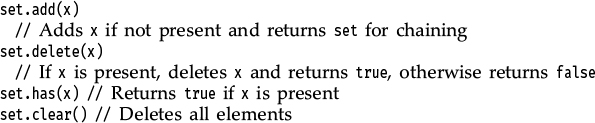 set.add(x)
// Adds x if not present and returns set for chaining
set.delete(x)
// If x is present, deletes x and returns true, otherwise returns false
set.has(x) // Returns true if x is present
set.clear() // Deletes all elements